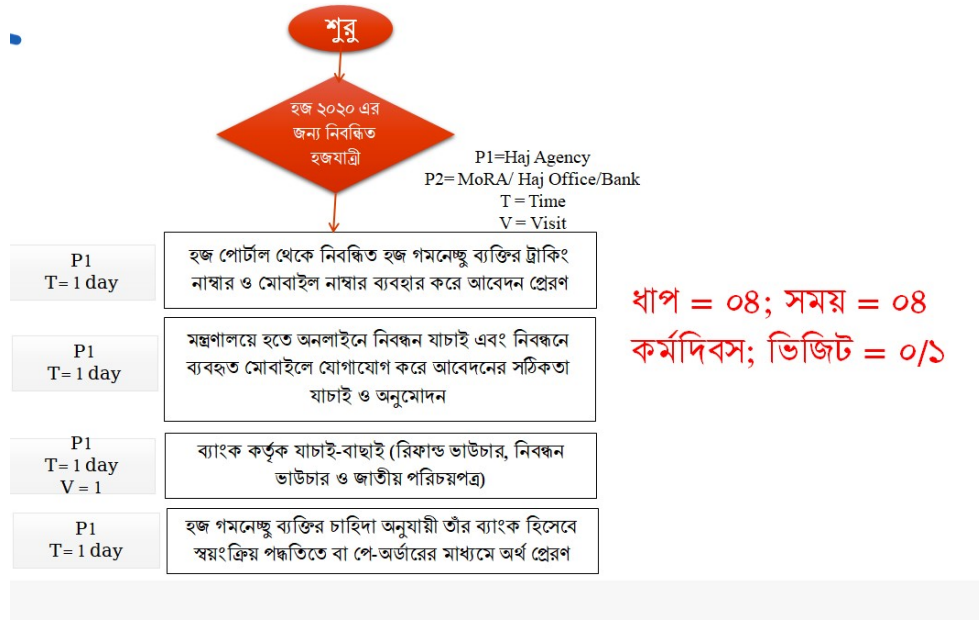 শুরু
হজ ২০২০ এর
জন্য নিবন্ধিত
হজযাত্রী
P1=Haj Agency
P2= MoRA/ Haj Office/Bank
T = Time
V = Visit
P1
T= 1 day
হজ পোর্টাল থেকে নিবন্ধিত হজ গমনেচ্ছু ব্যক্তির ট্রাকিং
নাম্বার ও মোবাইল নাম্বার ব্যবহার করে আবেদন প্রেরণ
P1
T= 1 day
মন্ত্রণালয়ে হতে অনলাইনে নিবন্ধন যাচাই এবং নিবন্ধনে
ব্যবহৃত মোবাইলে যোগাযোগ করে আবেদনের সঠিকতা
যাচাই ও অনুমোদন
P1
T= 1 day
V = 1
ব্যাংক কর্তৃক যাচাই-বাছাই (রিফান্ড ভাউচার, নিবন্ধন
ভাউচার ও জাতীয় পরিচয়পত্র)
P1
T= 1 day
হজ গমনেচ্ছু ব্যক্তির চাহিদা অনুযায়ী তাঁর ব্যাংক হিসেবে
স্বয়ংক্রিয় পদ্ধতিতে বা পে-অর্ডারের মাধ্যমে অর্থ প্রেরণ
ধাপ = ০৪; সময় = ০৪
কর্মদিবস; ভিজিট = ০/১